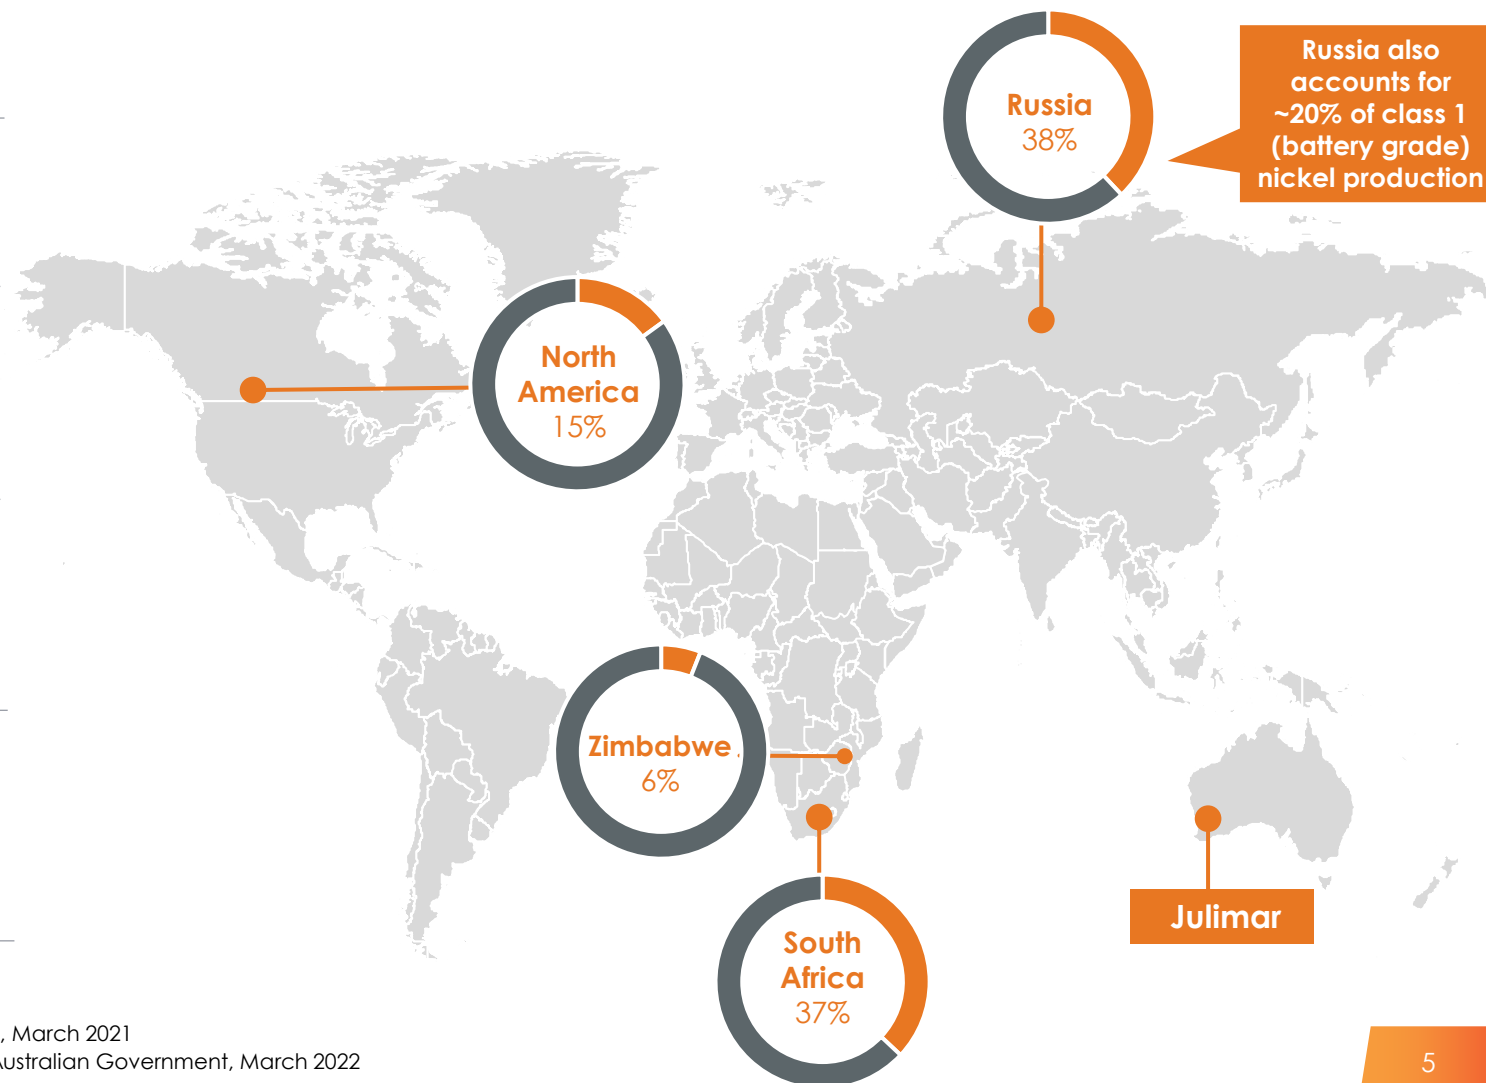 Russia
38%
Russia also
accounts for
~20% of class 1
(battery grade)
nickel production
North
America
15%
Zimbabwe
6%
Julimar
South
Africa
37%
, March 2021
Australian Government, March 2022
5